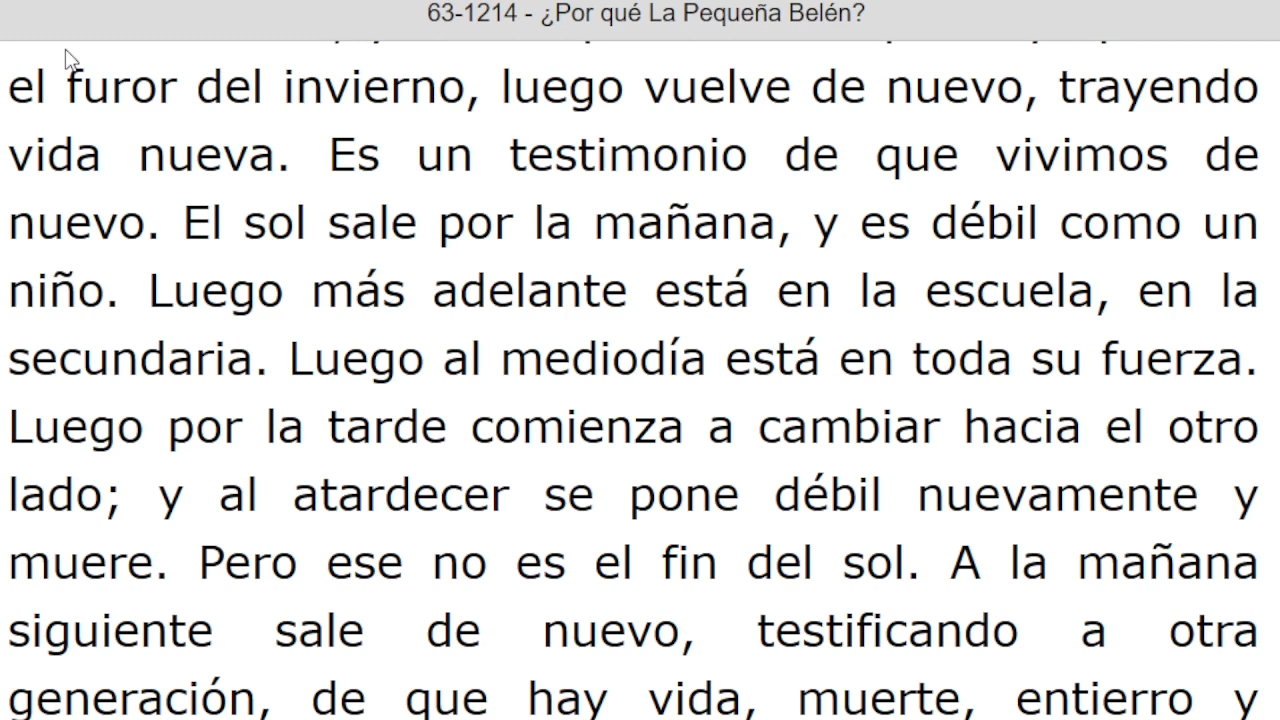 63-1214 - ¿Por qué La Pequeña Belén?
el furor del invierno, luego vuelve de nuevo, trayendo
vida nueva. Es un testimonio de que vivimos de
nuevo. El sol sale por la mañana, y es débil como un
niño. Luego más adelante está en la escuela, en la
secundaria. Luego al mediodía está en toda su fuerza.
Luego por la tarde comienza a cambiar hacia el otro
lado; y al atardecer se pone débil nuevamente y
muere. Pero ese no es el fin del sol. A la mañana
siguiente sale de nuevo, testificando a otra
generación, de que hay vida, muerte, entierro y